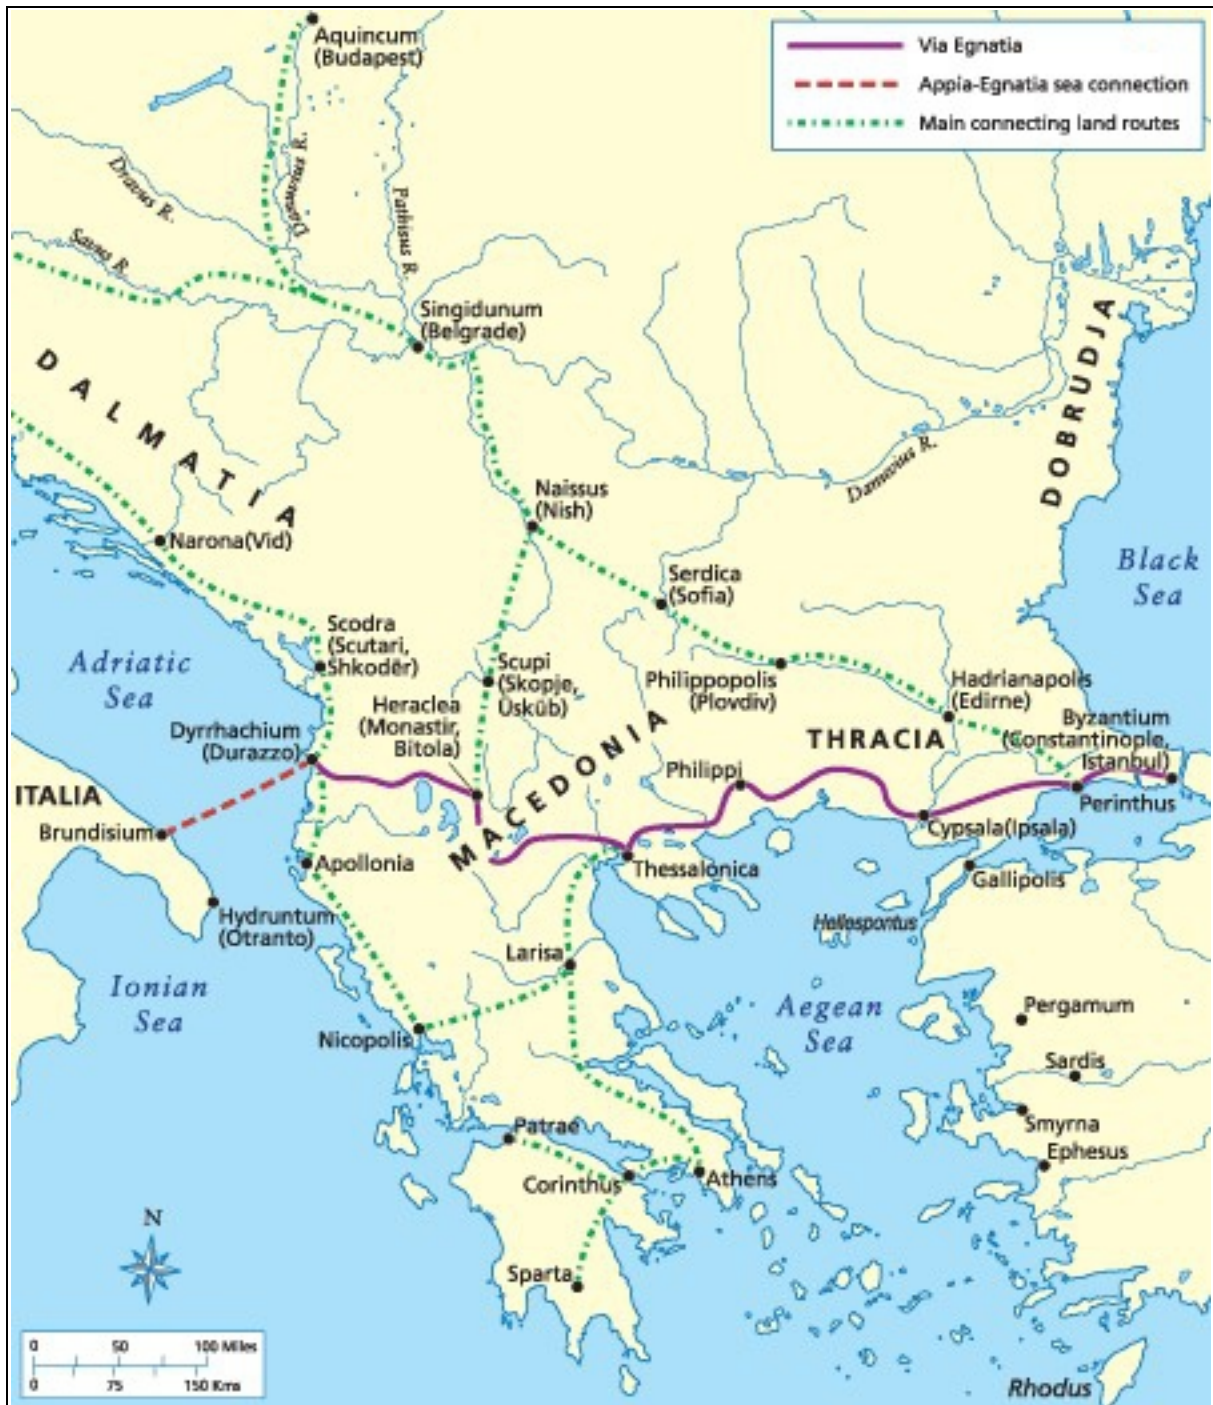 Aquincum
(Budapest)
Via Egnatia
Appia-Egnatia sea connection
Main connecting land routes
Dravus R.
Danuvius R.
Pathisus R.
Savus R.
Singidunum
(Belgrade)
DALMATIA
DOBRUDJA
Danuvius R.
Naissus
(Nish)
Narona(Vid)
Black
Sea
Serdica
(Sofia)
Scodra
(Scutari,
Shkodër)
Adriatic
Sea
Scupi
(Skopje,
Üsküb)
Philippopolis
(Plovdiv)
Hadrianapolis
(Edirne)
Heraclea
(Monastir,
Bitola)
Byzantium
(Constantinople,
Istanbul)
Dyrrhachium
(Durazzo)
MACEDONIA
THRACIA
Philippi
ITALIA
Perinthus
Brundisium
Cypsala(Ipsala)
Apollonia
Thessalonica
Gallipolis
Hydruntum
(Otranto)
Hellespontus
Larisa
Ionian
Sea
Aegean
Sea
Pergamum
Nicopolis
Sardis
Patrae
Smyrna
Ephesus
Corinthus
Athens
N
Sparta
0 50 100 Miles
0 75 150 Kms
Rhodus